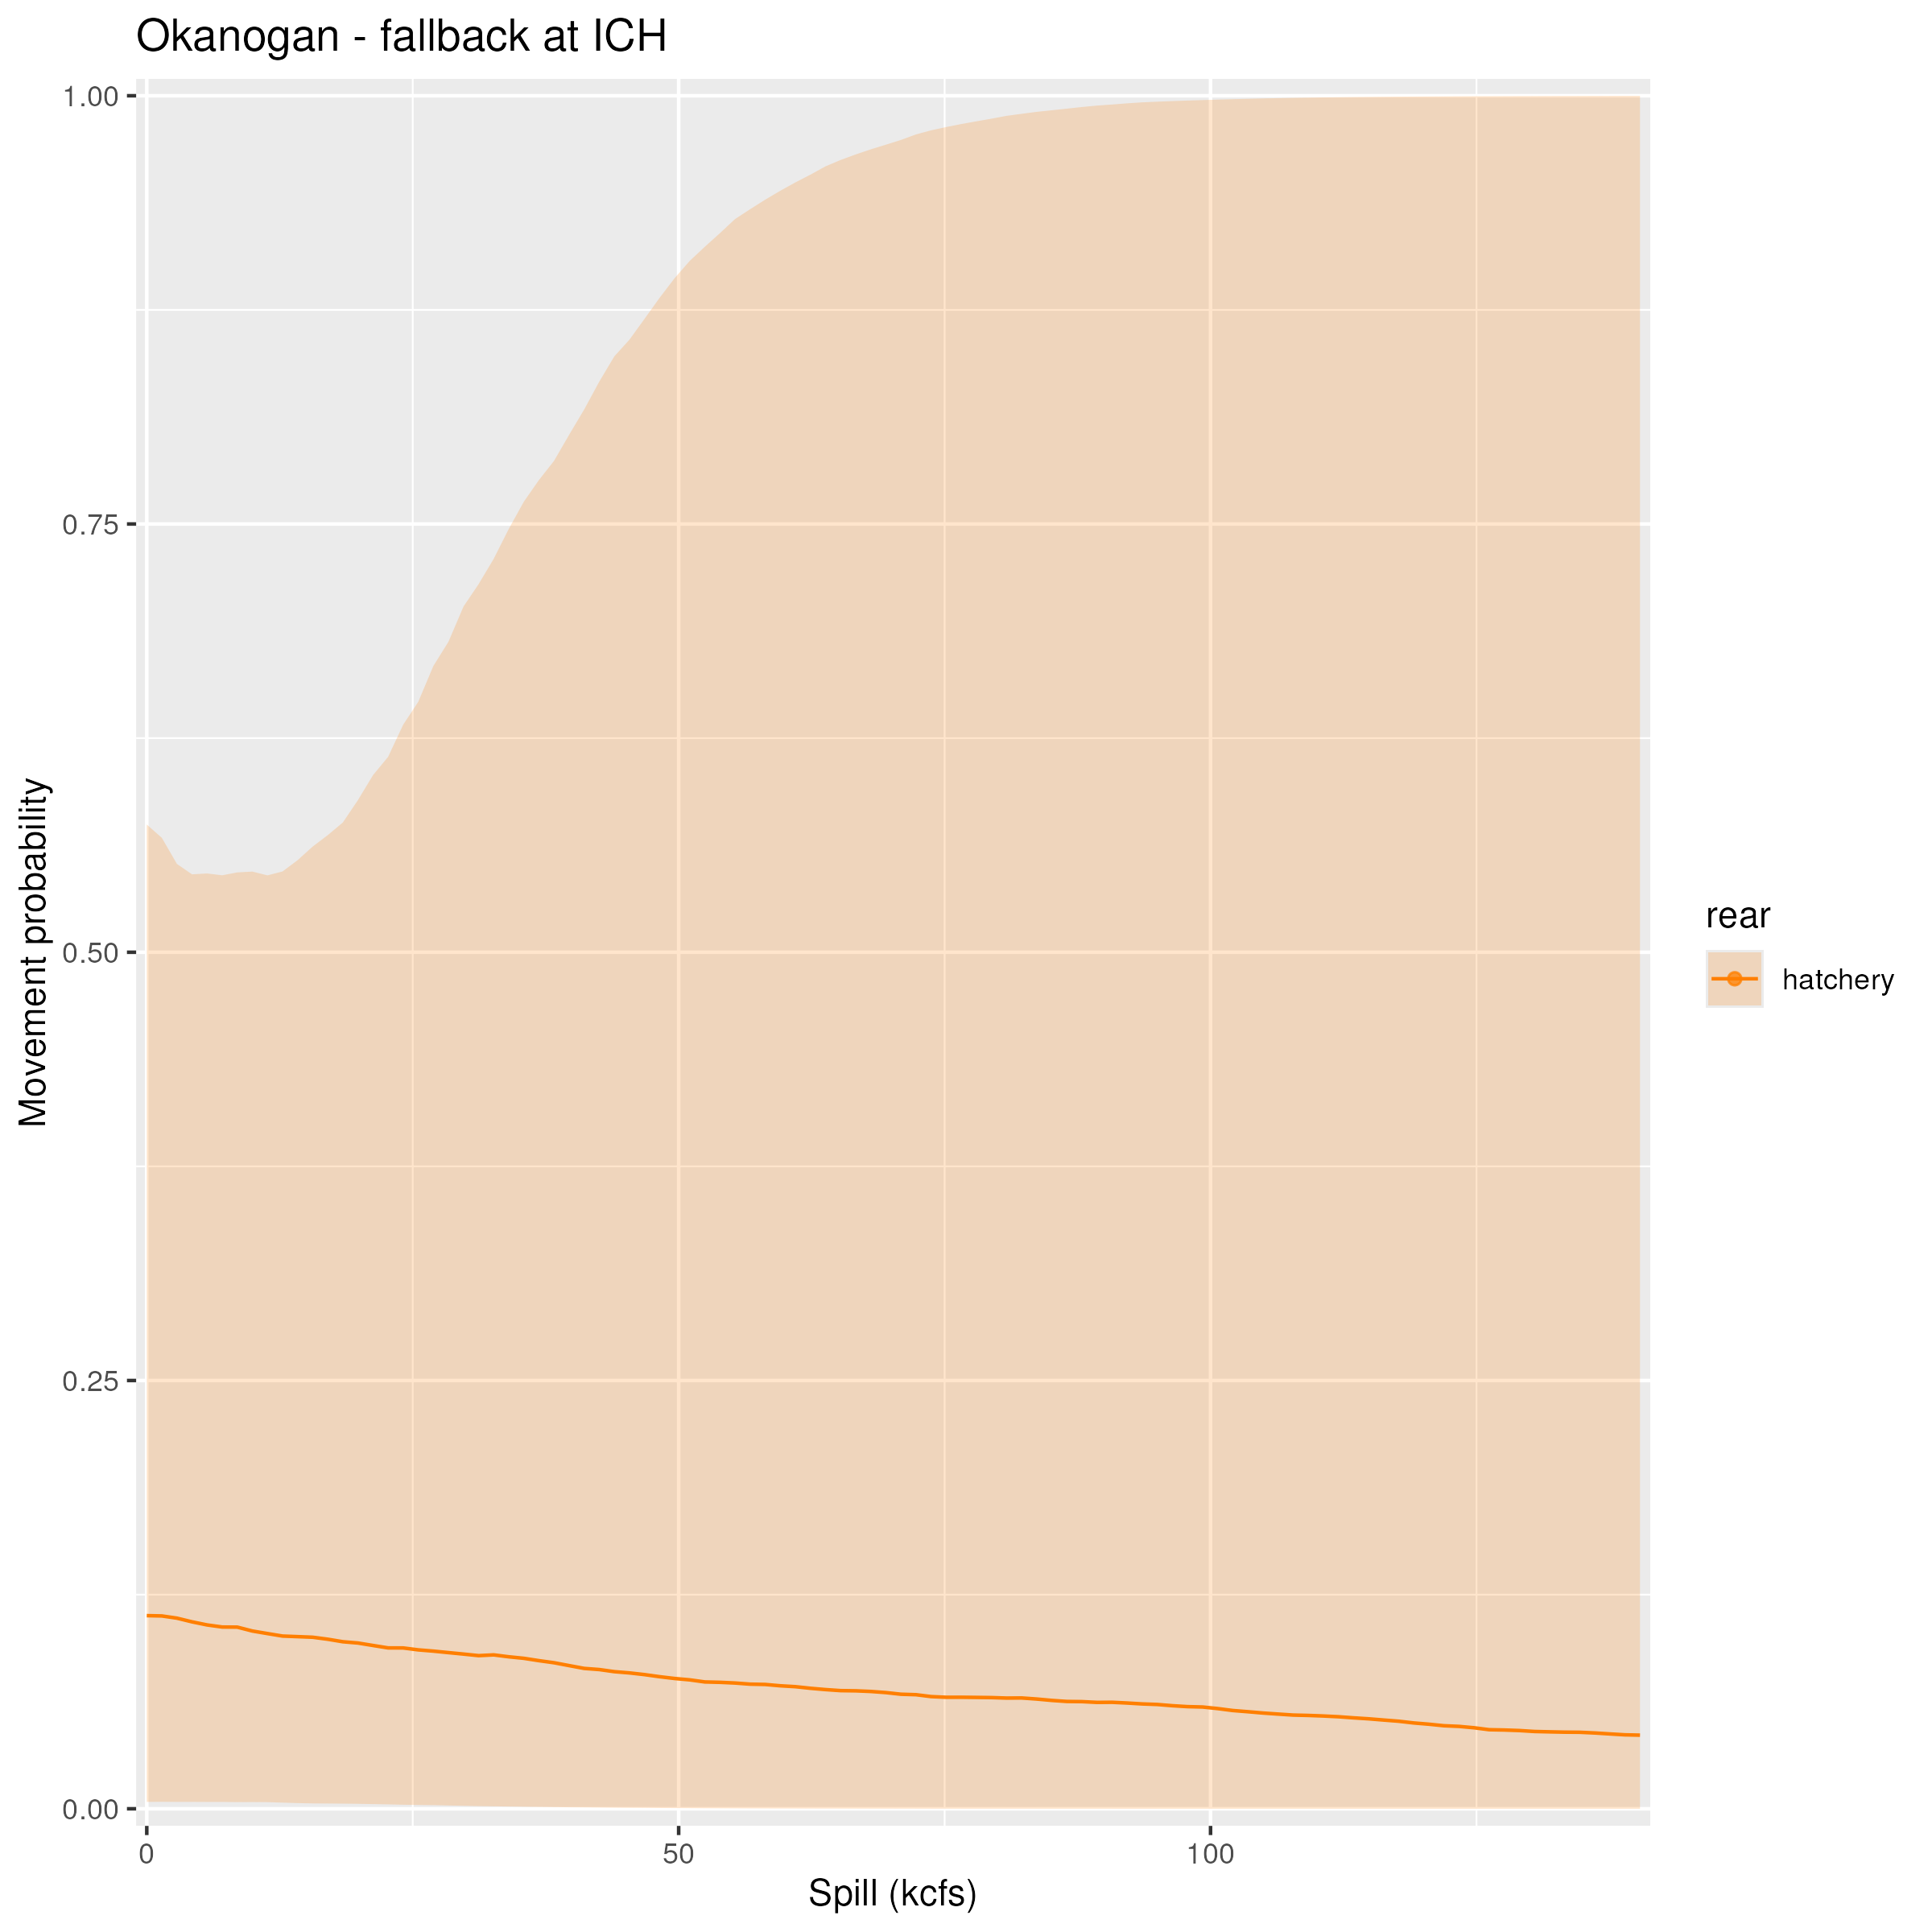 Okanogan - fallback at ICH
1.00
0.75
0.50
0.25
0.00
Movement probability
0
50
100
Spill (kcfs)
rear
hatchery